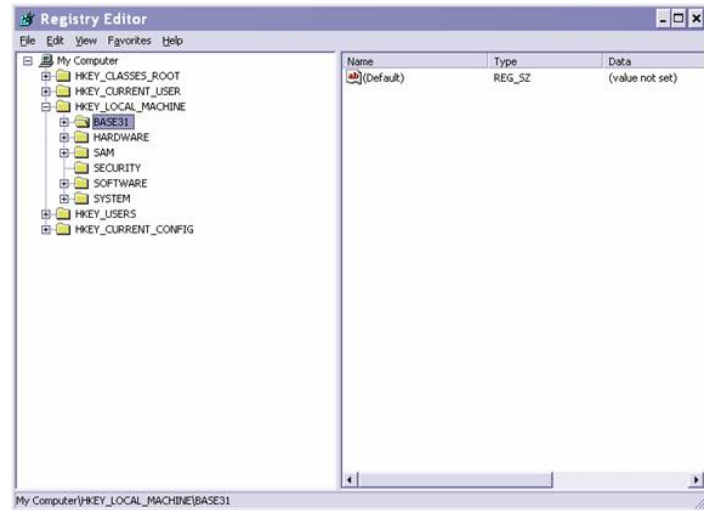 Registry Editor
File Edit View Favorites Help
My Computer
HKEY_CLASSES_ROOT
HKEY_CURRENT_USER
HKEY_LOCAL_MACHINE
BASE31
HARDWARE
SAM
SECURITY
SOFTWARE
SYSTEM
HKEY_USERS
HKEY_CURRENT_CONFIG
Name Type Data
ab (Default) REG_SZ (value not set)
My Computer\HKEY_LOCAL_MACHINE\BASE31